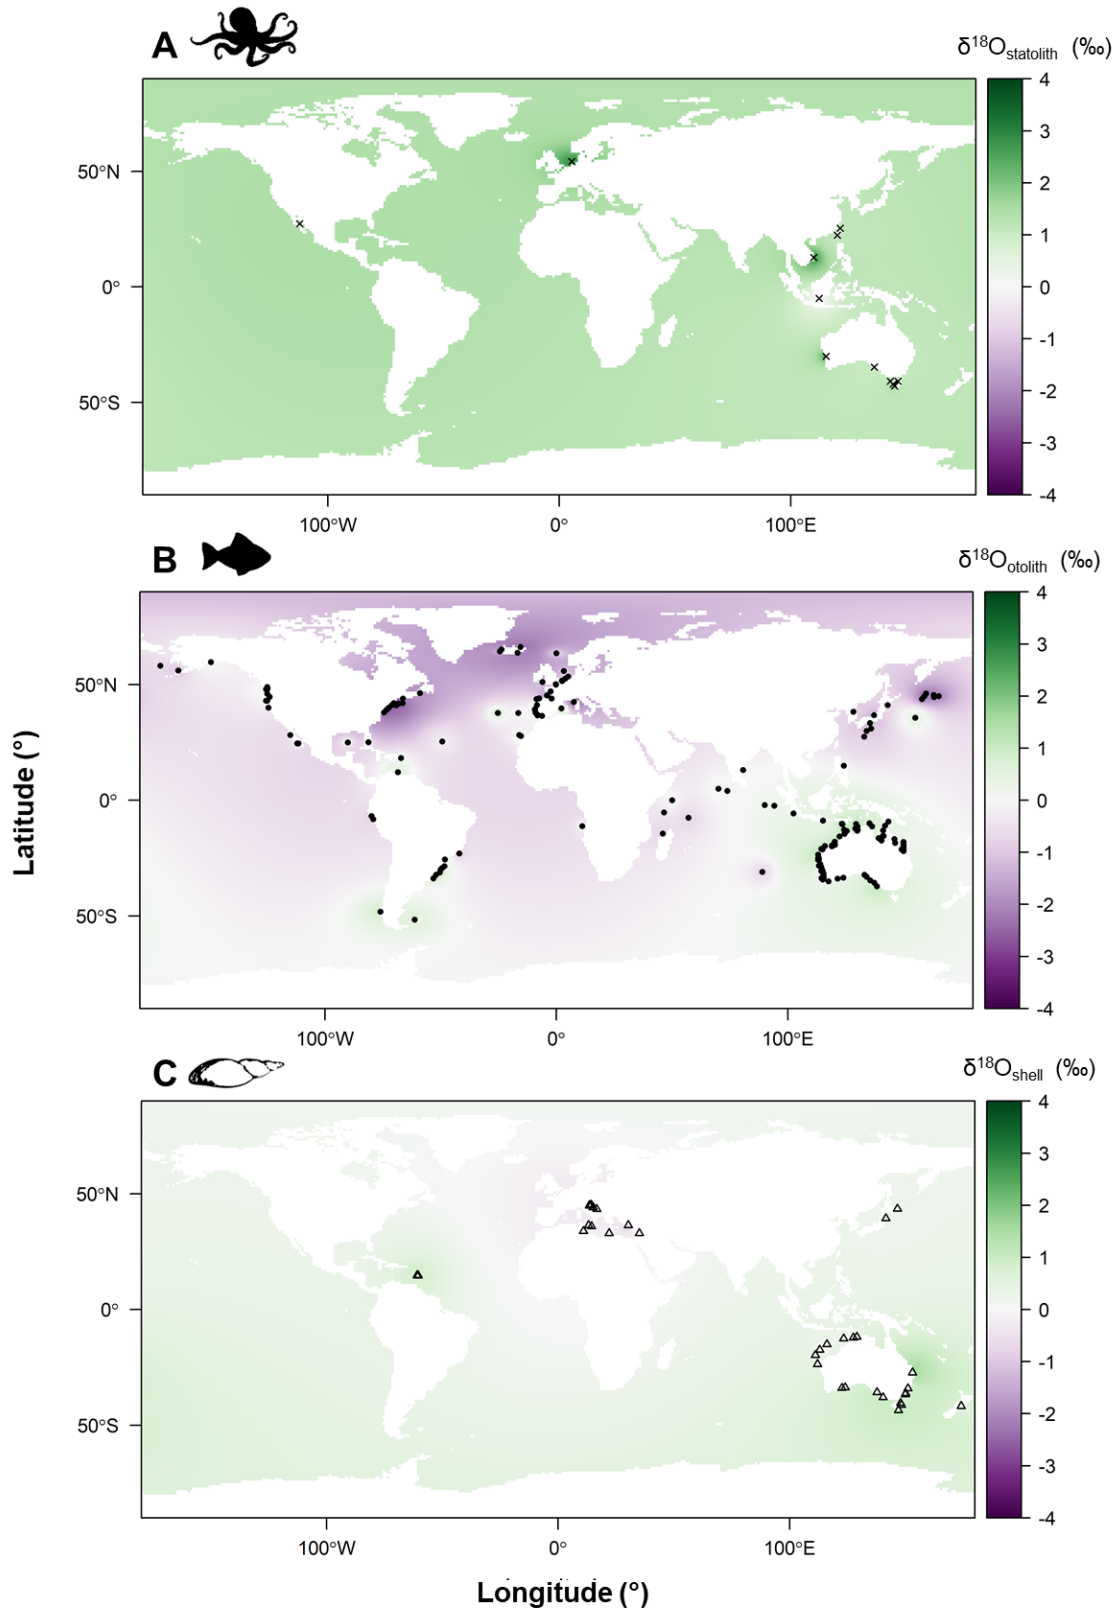 A
δ18Ostatolith (‰)
4
3
2
1
0
-1
-2
-3
-4
50°N
0°
50°S
100°W
0°
100°E
B
δ18Ootolith (‰)
4
3
2
1
0
-1
-2
-3
-4
50°N
0°
50°S
100°W
0°
100°E
Latitude (°)
C
δ18Oshell (‰)
4
3
2
1
0
-1
-2
-3
-4
50°N
0°
50°S
100°W
0°
100°E
Longitude (°)